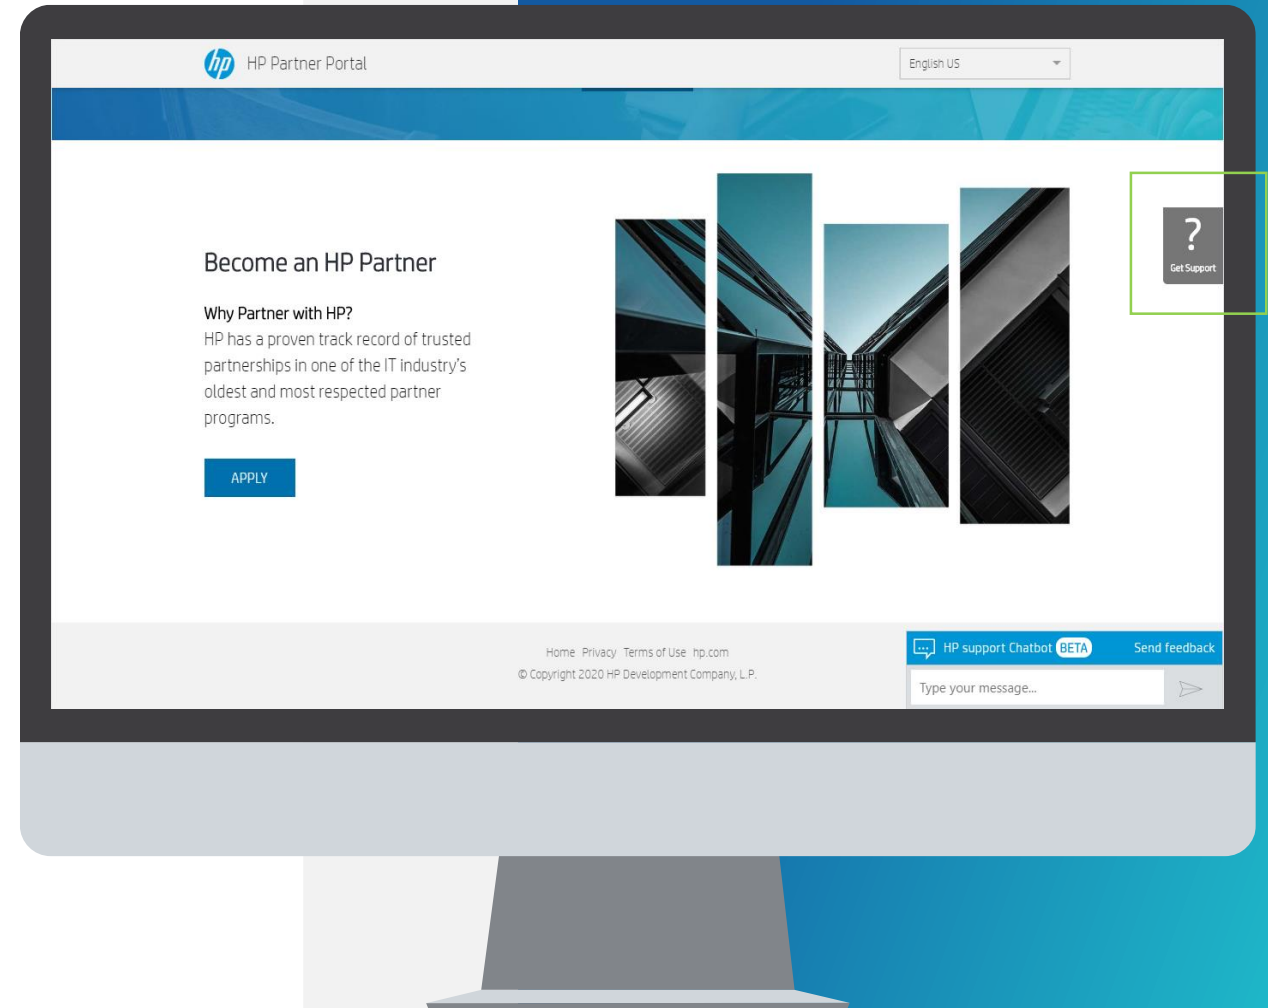 hp HP Partner Portal English US
?
Get Support
Become an HP Partner
Why Partner with HP?
HP has a proven track record of trusted
partnerships in one of the IT industry's
oldest and most respected partner
programs.
APPLY
Home Privacy Terms of Use hp.com
© Copyright 2020 HP Development Company, L.P.
HP support Chatbot BETA Send feedback
Type your message...